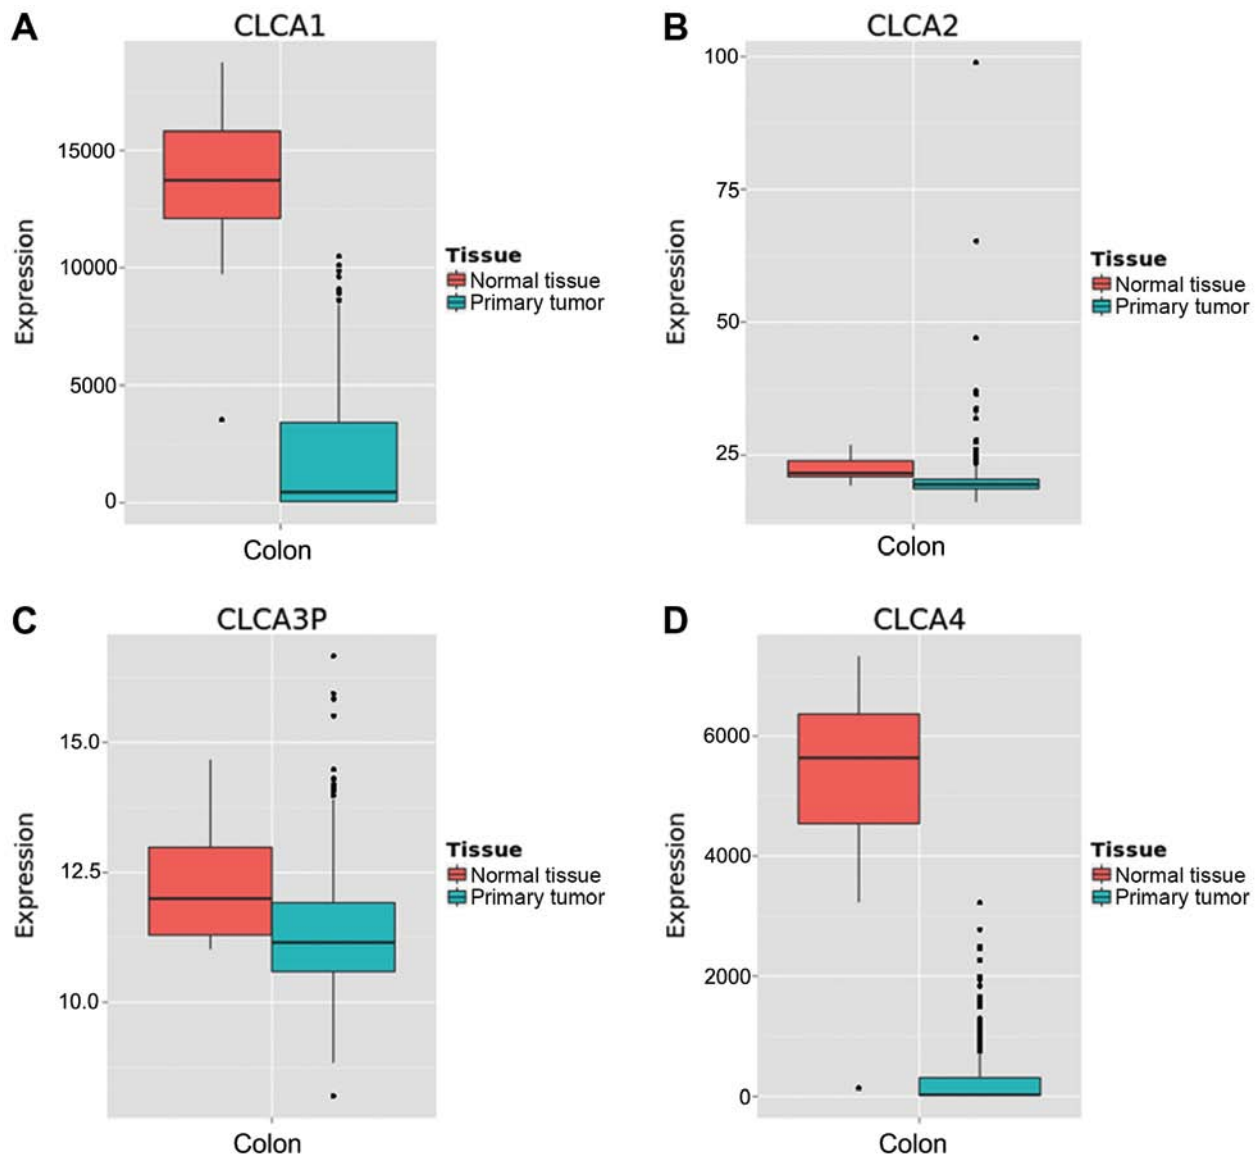 A
CLCA1
Expression
15000
10000
5000
0
Colon
Tissue
Normal tissue
Primary tumor
B
CLCA2
Expression
100
75
50
25
Colon
Tissue
Normal tissue
Primary tumor
C
CLCA3P
Expression
15.0
12.5
10.0
Colon
Tissue
Normal tissue
Primary tumor
D
CLCA4
Expression
6000
4000
2000
0
Colon
Tissue
Normal tissue
Primary tumor